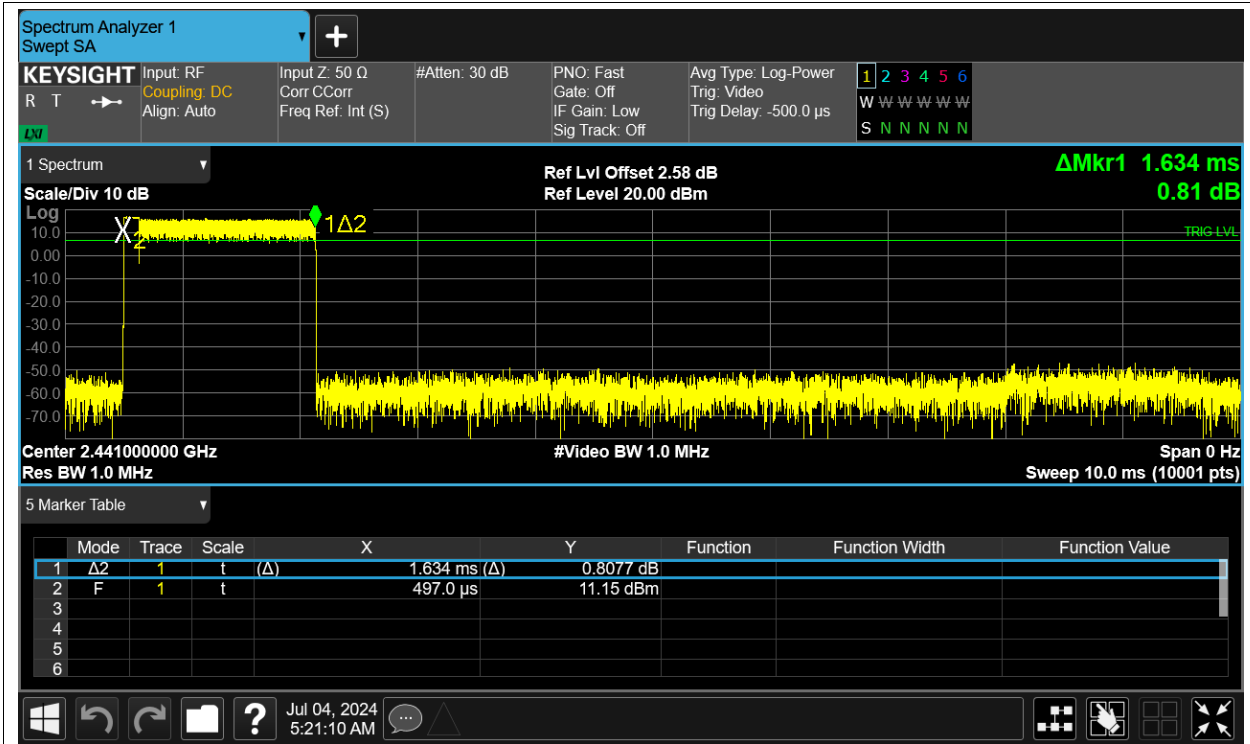 Spectrum Analyzer 1
Swept SA
KEYSIGHT
R T
LXI
Input: RF
Coupling: DC
Align: Auto
Input Z: 50 Ω
Corr CCorr
Freq Ref: Int (S)
#Atten: 30 dB
PNO: Fast
Gate: Off
IF Gain: Low
Sig Track: Off
Avg Type: Log-Power
Trig: Video
Trig Delay: -500.0 µs
1 2 3 4 5 6
W W W W W W
S N N N N N
1 Spectrum
Scale/Div 10 dB
Ref Lvl Offset 2.58 dB
Ref Level 20.00 dBm
ΔMkr1 1.634 ms
0.81 dB
Log
10.0
0.00
-10.0
-20.0
-30.0
-40.0
-50.0
-60.0
-70.0
X
2
1Δ2
TRIG LVL
Center 2.441000000 GHz
Res BW 1.0 MHz
#Video BW 1.0 MHz
Span 0 Hz
Sweep 10.0 ms (10001 pts)
5 Marker Table
Mode Trace Scale X Y Function Function Width Function Value
1 Δ2 1 t (Δ) 1.634 ms (Δ) 0.8077 dB
2 F 1 t 497.0 µs 11.15 dBm
3
4
5
6
?
Jul 04, 2024
5:21:10 AM